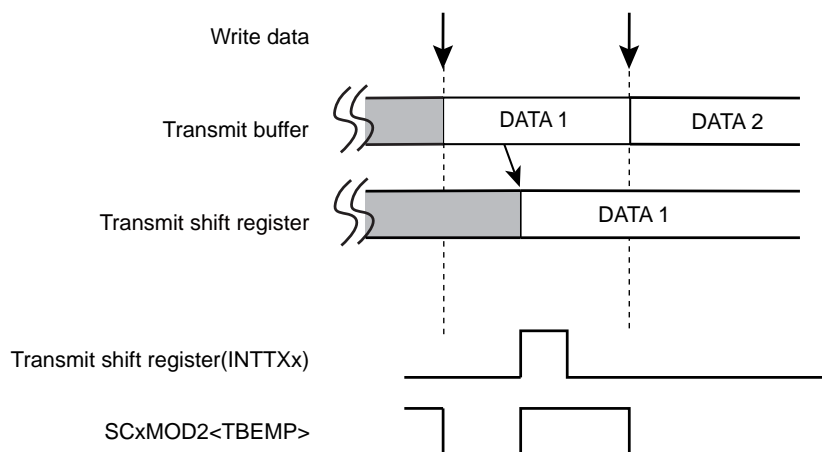 Write data
Transmit buffer
DATA 1
DATA 2
Transmit shift register
DATA 1
Transmit shift register(INTTXx)
SCxMOD2<TBEMP>